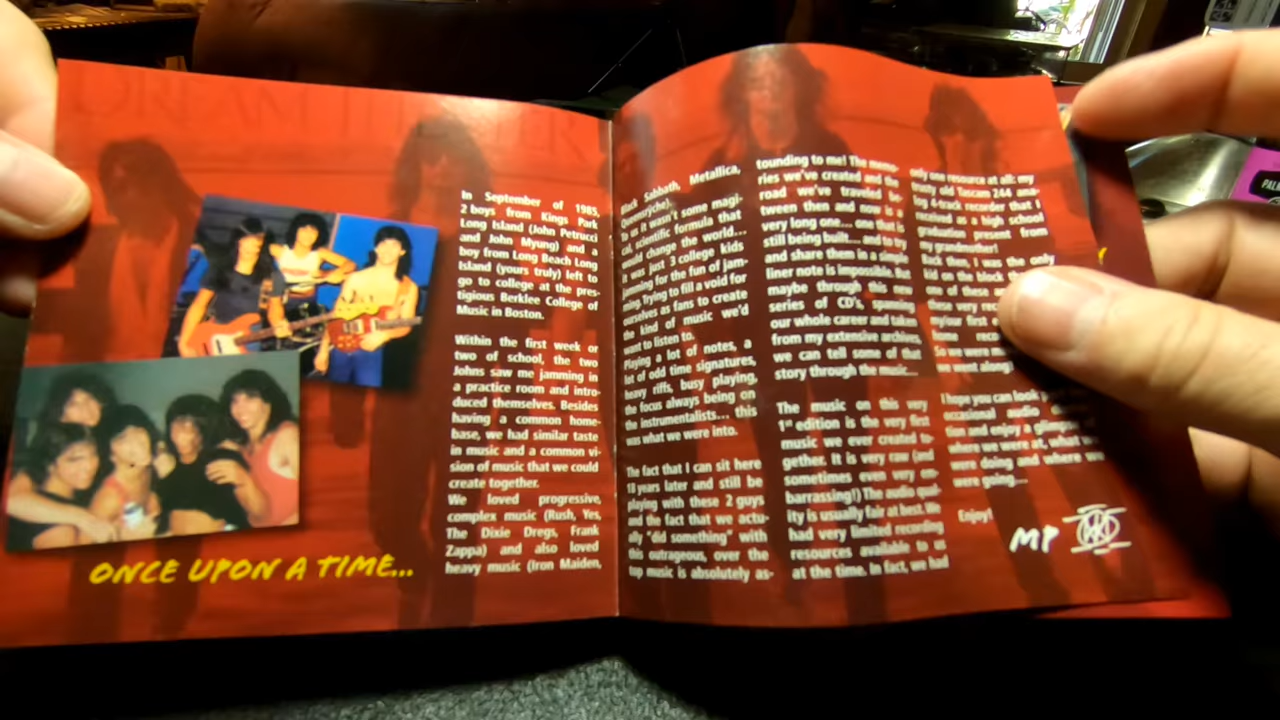 DREAM THEATER
ONCE UPON A TIME...
In September of 1985,
2 boys from Kings Park
Long Island (John Petrucci
and John Myung) and a
boy from Long Beach Long
Island (yours truly) left to
go to college at the pres-
tigious Berklee College of
Music in Boston.
Within the first week or
two of school, the two
Johns saw me jamming in
a practice room and intro-
duced themselves. Besides
having a common home-
base, we had similar taste
in music and a common vi-
sion of music that we could
create together.
We loved progressive,
complex music (Rush, Yes,
The Dixie Dregs, Frank
Zappa) and also loved
heavy music (Iron Maiden,
Black Sabbath, Metallica,
Queensrÿche).
To us it wasn't some magi-
cal, scientific formula that
would change the world...
It was just 3 college kids
jamming for the fun of jam-
ming. Trying to fill a void for
ourselves as fans to create
the kind of music we'd
want to listen to.
Playing a lot of notes, a
lot of odd time signatures,
heavy riffs, busy playing,
the focus always being on
the instrumentalists... this
was what we were into.
The fact that I can sit here
18 years later and still be
playing with these 2 guys
and the fact that we actu-
ally "did something" with
this outrageous, over the
top music is absolutely as-
tounding to me! The memo-
ries we've created and the
road we've traveled be-
tween then and now is a
very long one... one that is
still being built... and to try
and share them in a simple
liner note is impossible. But
maybe through this new
series of CD's, spanning
our whole career and taken
from my extensive archives,
we can tell some of that
story through the music...
The music on this very
1st edition is the very first
music we ever created to-
gether. It is very raw (and
sometimes even very em-
barrassing!) The audio qual-
ity is usually fair at best. We
had very limited recording
resources available to us
at the time. In fact, we had
only one resource at all: my
trusty old Tascam 244 ana-
log 4-track recorder that I
received as a high school
graduation present from
my grandmother!
Back then, I was the only
kid on the block
one of these
these very
my/our first
home
So we were
we went along
I hope you can look
occasional audio
tion and enjoy a glimpse
where we were at, what we
were doing and where we
were going...
Enjoy!
MP